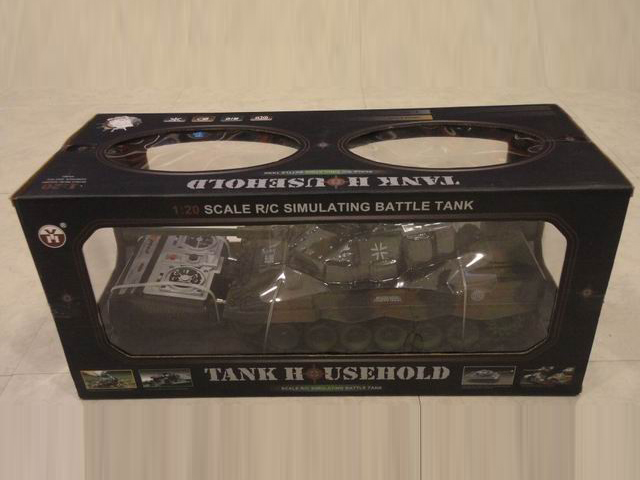 TANK HOUSEHOLD
1:20 SCALE R/C SIMULATING BATTLE TANK
TANK HOUSEHOLD
SCALE R/C SIMULATING BATTLE TANK